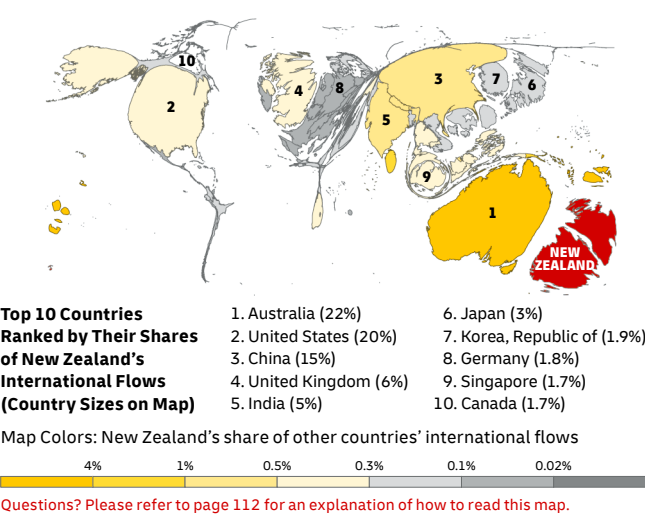 10
3
7
6
4
8
2
5
9
1
NEW
ZEALAND
Top 10 Countries
Ranked by Their Shares
of New Zealand's
International Flows
(Country Sizes on Map)
1. Australia (22%)
2. United States (20%)
3. China (15%)
4. United Kingdom (6%)
5. India (5%)
6. Japan (3%)
7. Korea, Republic of (1.9%)
8. Germany (1.8%)
9. Singapore (1.7%)
10. Canada (1.7%)
Map Colors: New Zealand's share of other countries' international flows
4% 1% 0.5% 0.3% 0.1% 0.02%
Questions? Please refer to page 112 for an explanation of how to read this map.